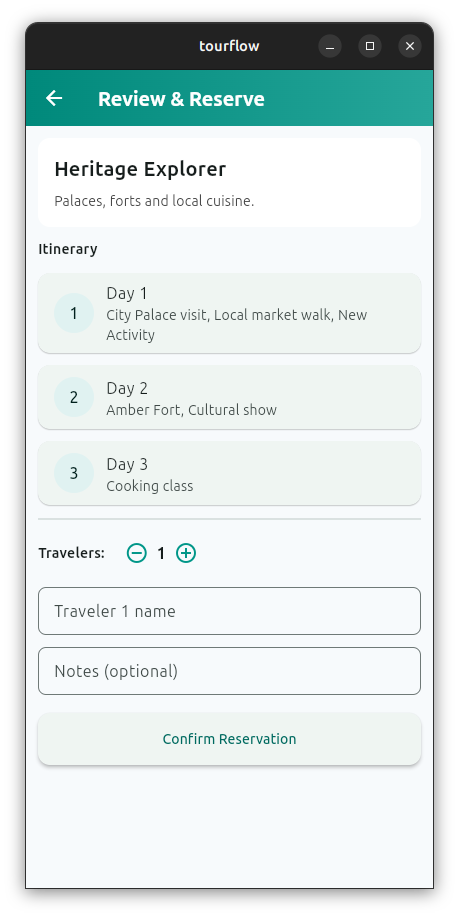 tourflow
Review & Reserve
Heritage Explorer
Palaces, forts and local cuisine.
Itinerary
1
Day 1
City Palace visit, Local market walk, New
Activity
2
Day 2
Amber Fort, Cultural show
3
Day 3
Cooking class
Travelers: 1
Traveler 1 name
Notes (optional)
Confirm Reservation